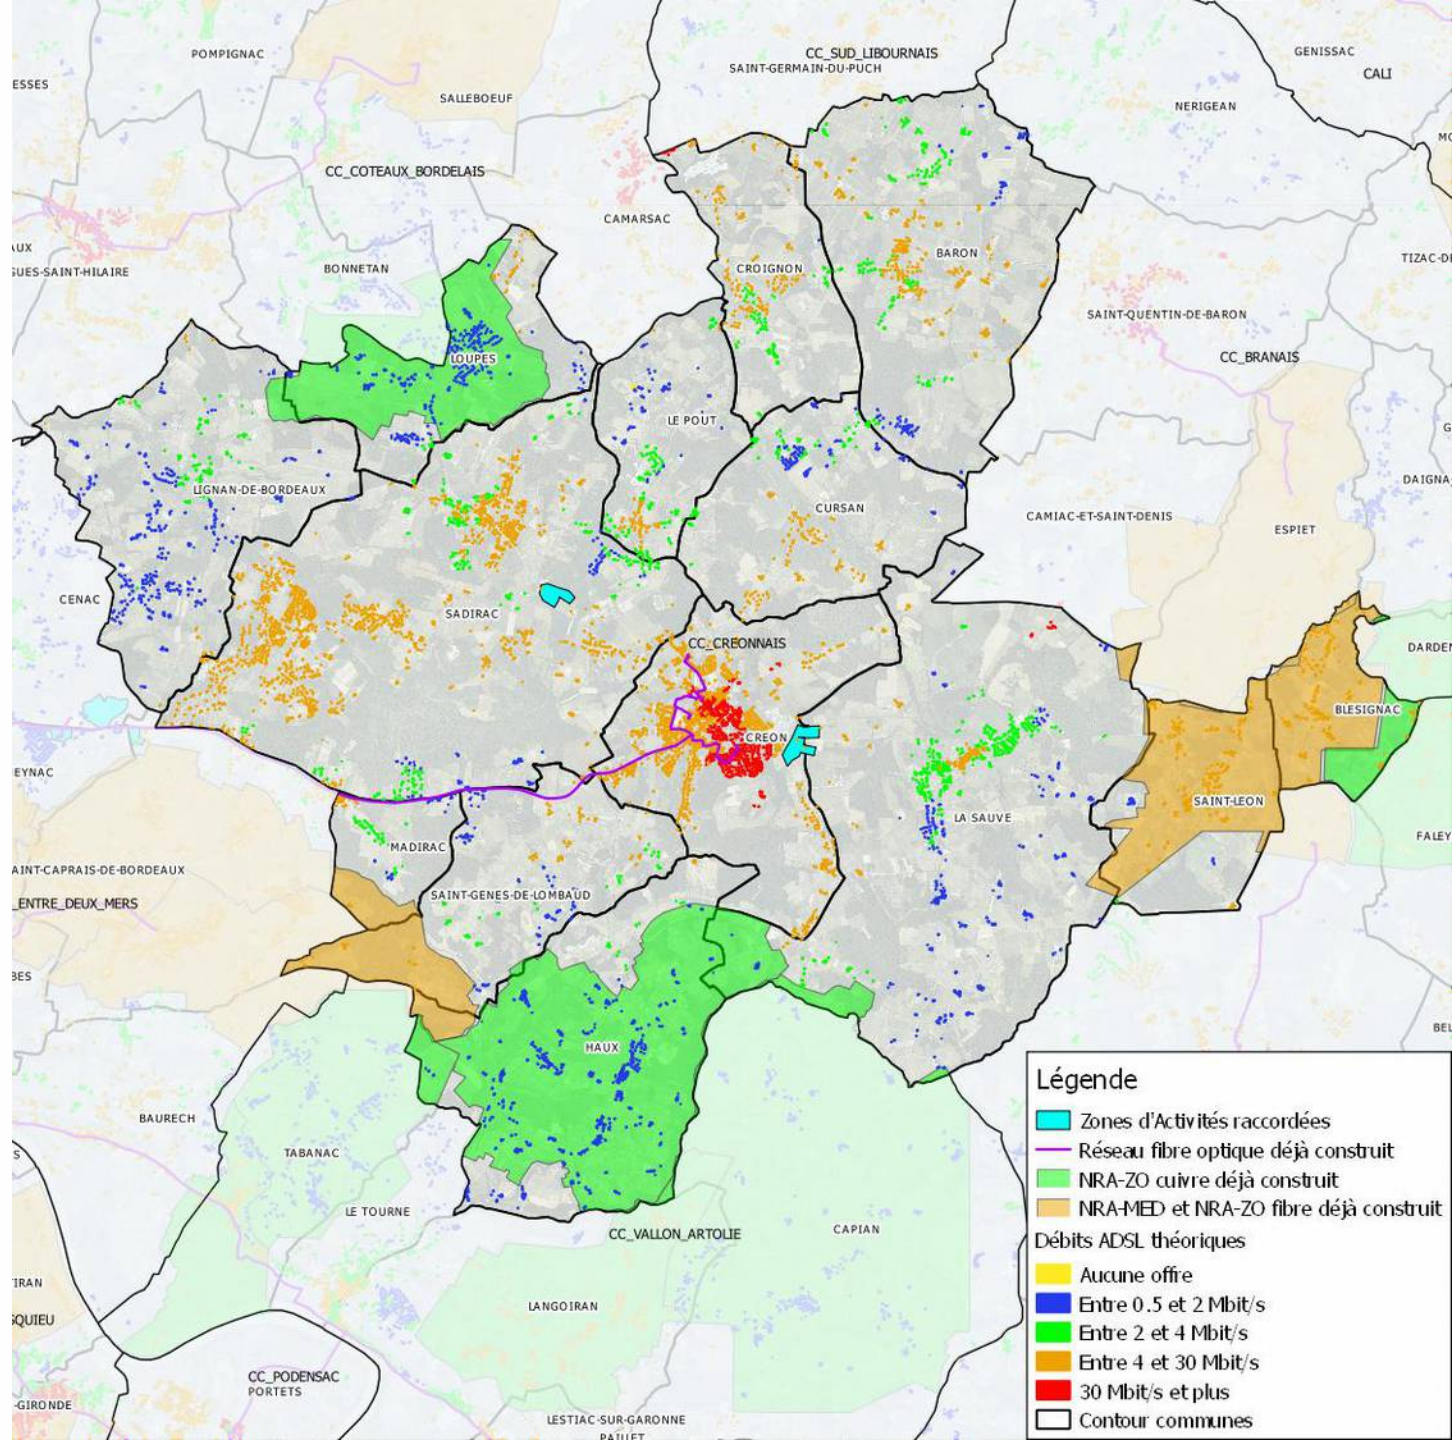 POMPIGNAC
CC_SUD_LIBOURNAIS
SAINT-GERMAIN-DU-PUCH
GENISSAC
CALI
ESSES
SALLEBOEUF
NERIGEAN
CC_COTEAUX_BORDELAIS
CAMARSAC
AUX
GUES-SAINT-HILAIRE
BONNETAN
CROIGNON
BARON
TIZAC-D
SAINT-QUENTIN-DE-BARON
LOUPES
CC_BRANAIS
LE POUT
LIGNAN-DE-BORDEAUX
DAIGNA
CURSAN
CAMIAC-ET-SAINT-DENIS
ESPIET
CENAC
SADIRAC
CC_CREONNAIS
DARDEN
BLESIGNAC
CREON
EYNAC
SAINT-LEON
LA SAUVE
FALEY
MADIRAC
AINT-CAPRAIS-DE-BORDEAUX
SAINT-GENES-DE-LOMBAUD
_ENTRE_DEUX_MERS
BES
BEL
HAUX
BAURECH
TABANAC
LE TOURNE
CC_VALLON_ARTOLIE
CAPIAN
TIRAN
SQUIEU
LANGOIRAN
CC_PODENSAC
PORTETS
-GIRONDE
LESTIAC-SUR-GARONNE
PAILLET
Légende
Zones d'Activités raccordées
Réseau fibre optique déjà construit
NRA-ZO cuivre déjà construit
NRA-MED et NRA-ZO fibre déjà construit
Débits ADSL théoriques
Aucune offre
Entre 0.5 et 2 Mbit/s
Entre 2 et 4 Mbit/s
Entre 4 et 30 Mbit/s
30 Mbit/s et plus
Contour communes